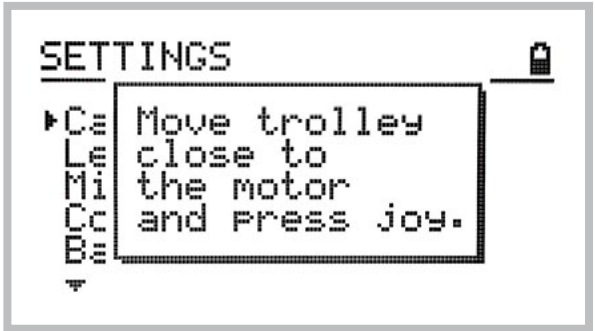 SETTINGS
Move trolley
close to
the motor
and press joy.